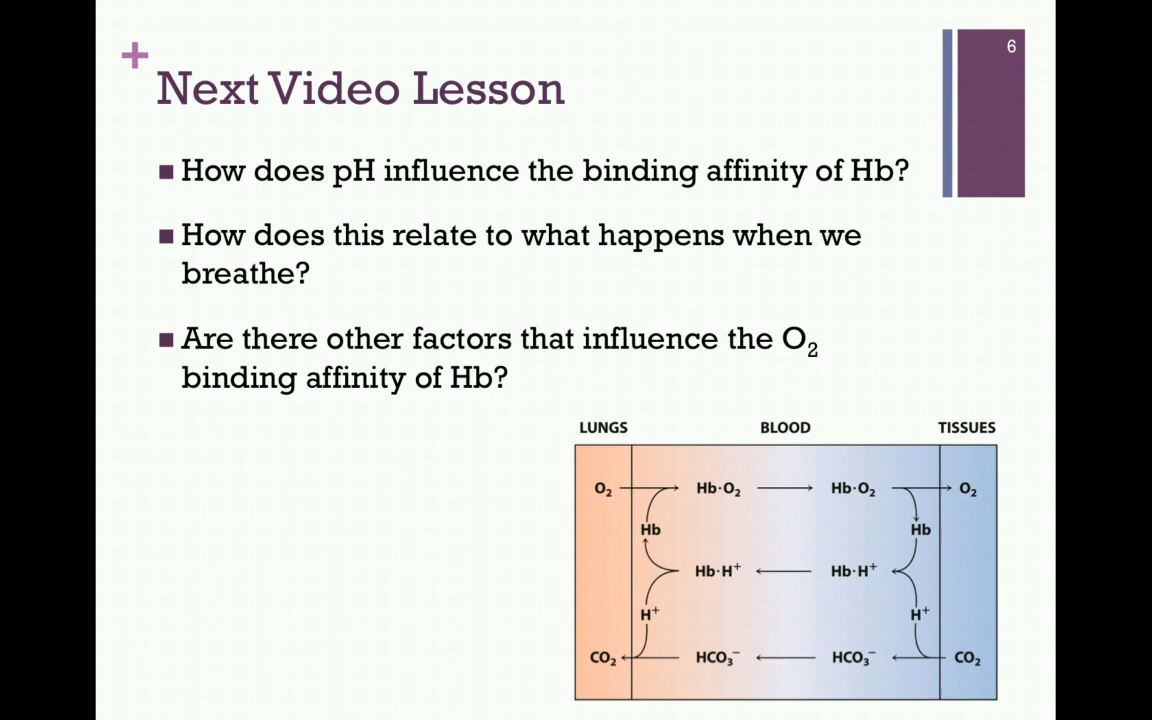 6
+
Next Video Lesson
■ How does pH influence the binding affinity of Hb?
■ How does this relate to what happens when we
breathe?
■ Are there other factors that influence the O₂
binding affinity of Hb?
LUNGS BLOOD TISSUES
O₂ Hb·O₂ Hb·O₂ O₂
Hb Hb
Hb·H⁺ Hb·H⁺
H⁺ H⁺
CO₂ HCO₃⁻ HCO₃⁻ CO₂